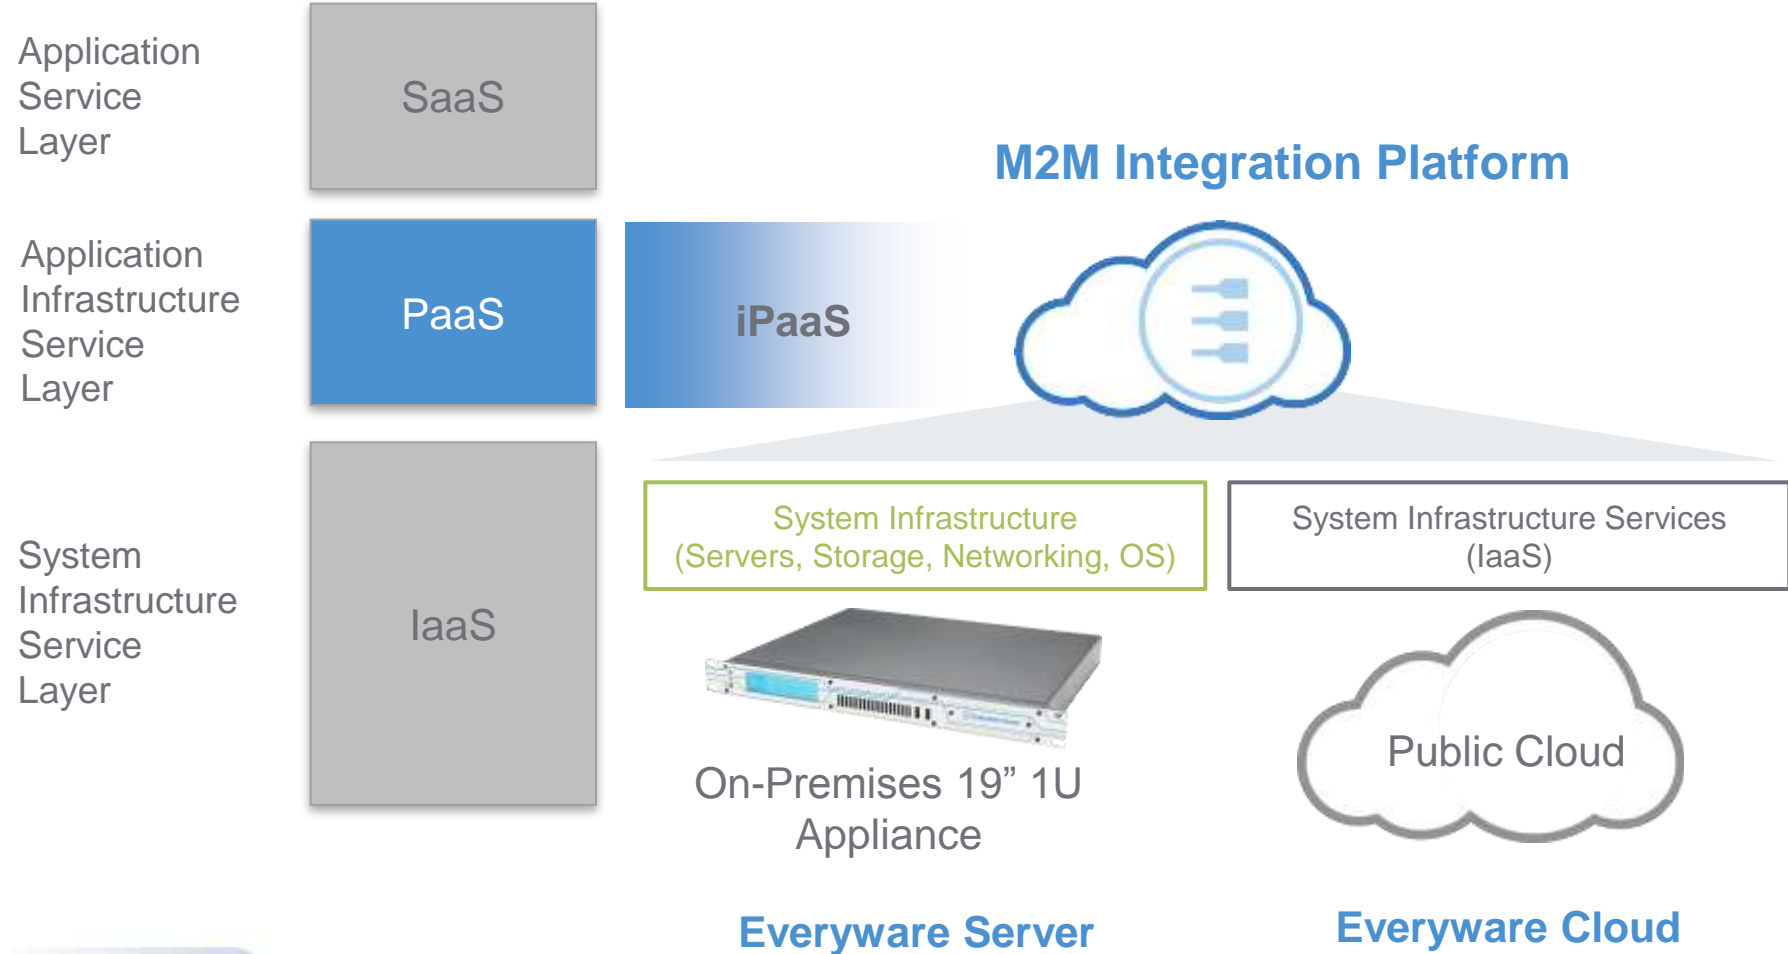 Application
Service
Layer
SaaS
M2M Integration Platform
Application
Infrastructure
Service
Layer
PaaS
iPaaS
System
Infrastructure
Service
Layer
IaaS
System Infrastructure
(Servers, Storage, Networking, OS)
System Infrastructure Services
(IaaS)
On-Premises 19” 1U
Appliance
Public Cloud
Everyware Server
Everyware Cloud